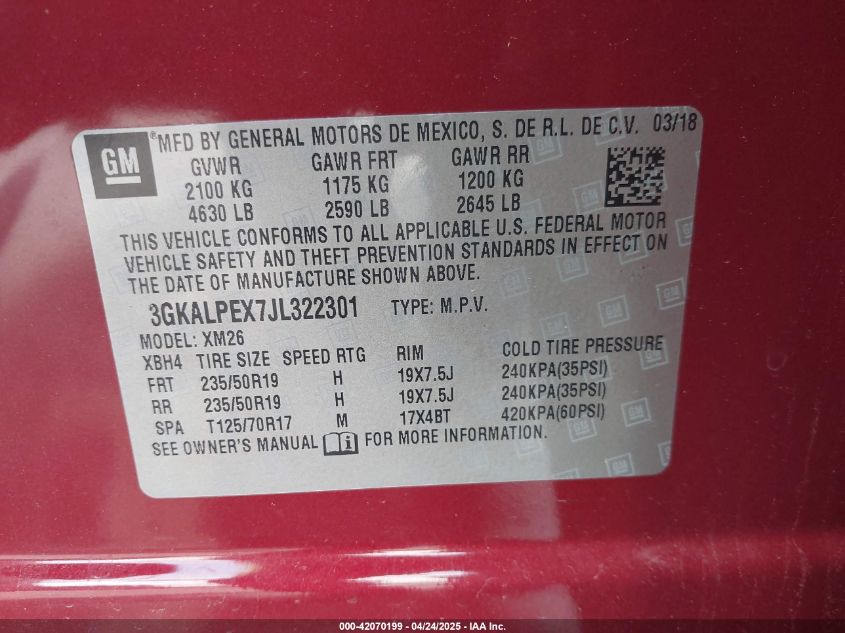 GM
®MFD BY GENERAL MOTORS DE MEXICO, S. DE R.L. DE C.V. 03/18
GVWR GAWR FRT GAWR RR
2100 KG 1175 KG 1200 KG
4630 LB 2590 LB 2645 LB
THIS VEHICLE CONFORMS TO ALL APPLICABLE U.S. FEDERAL MOTOR
VEHICLE SAFETY AND THEFT PREVENTION STANDARDS IN EFFECT ON
THE DATE OF MANUFACTURE SHOWN ABOVE.
3GKALPEX7JL322301 TYPE: M.P.V.
MODEL: XM26
XBH4 TIRE SIZE SPEED RTG RIM COLD TIRE PRESSURE
FRT 235/50R19 H 19X7.5J 240KPA(35PSI)
RR 235/50R19 H 19X7.5J 240KPA(35PSI)
SPA T125/70R17 M 17X4BT 420KPA(60PSI)
SEE OWNER'S MANUAL FOR MORE INFORMATION.
000-42070199 - 04/24/2025 - IAA Inc.